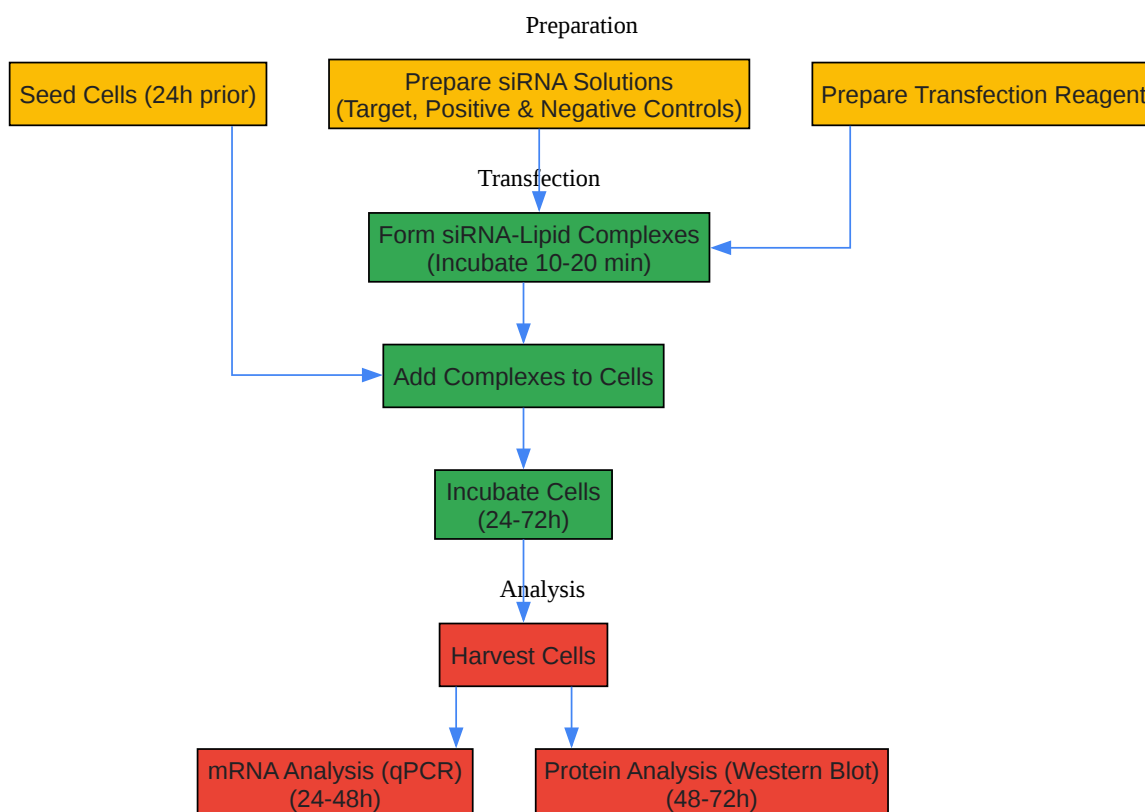 Preparation
Seed Cells (24h prior)
Prepare siRNA Solutions
(Target, Positive & Negative Controls)
Prepare Transfection Reagent
Transfection
Form siRNA-Lipid Complexes
(Incubate 10-20 min)
Add Complexes to Cells
Incubate Cells
(24-72h)
Analysis
Harvest Cells
mRNA Analysis (qPCR)
(24-48h)
Protein Analysis (Western Blot)
(48-72h)